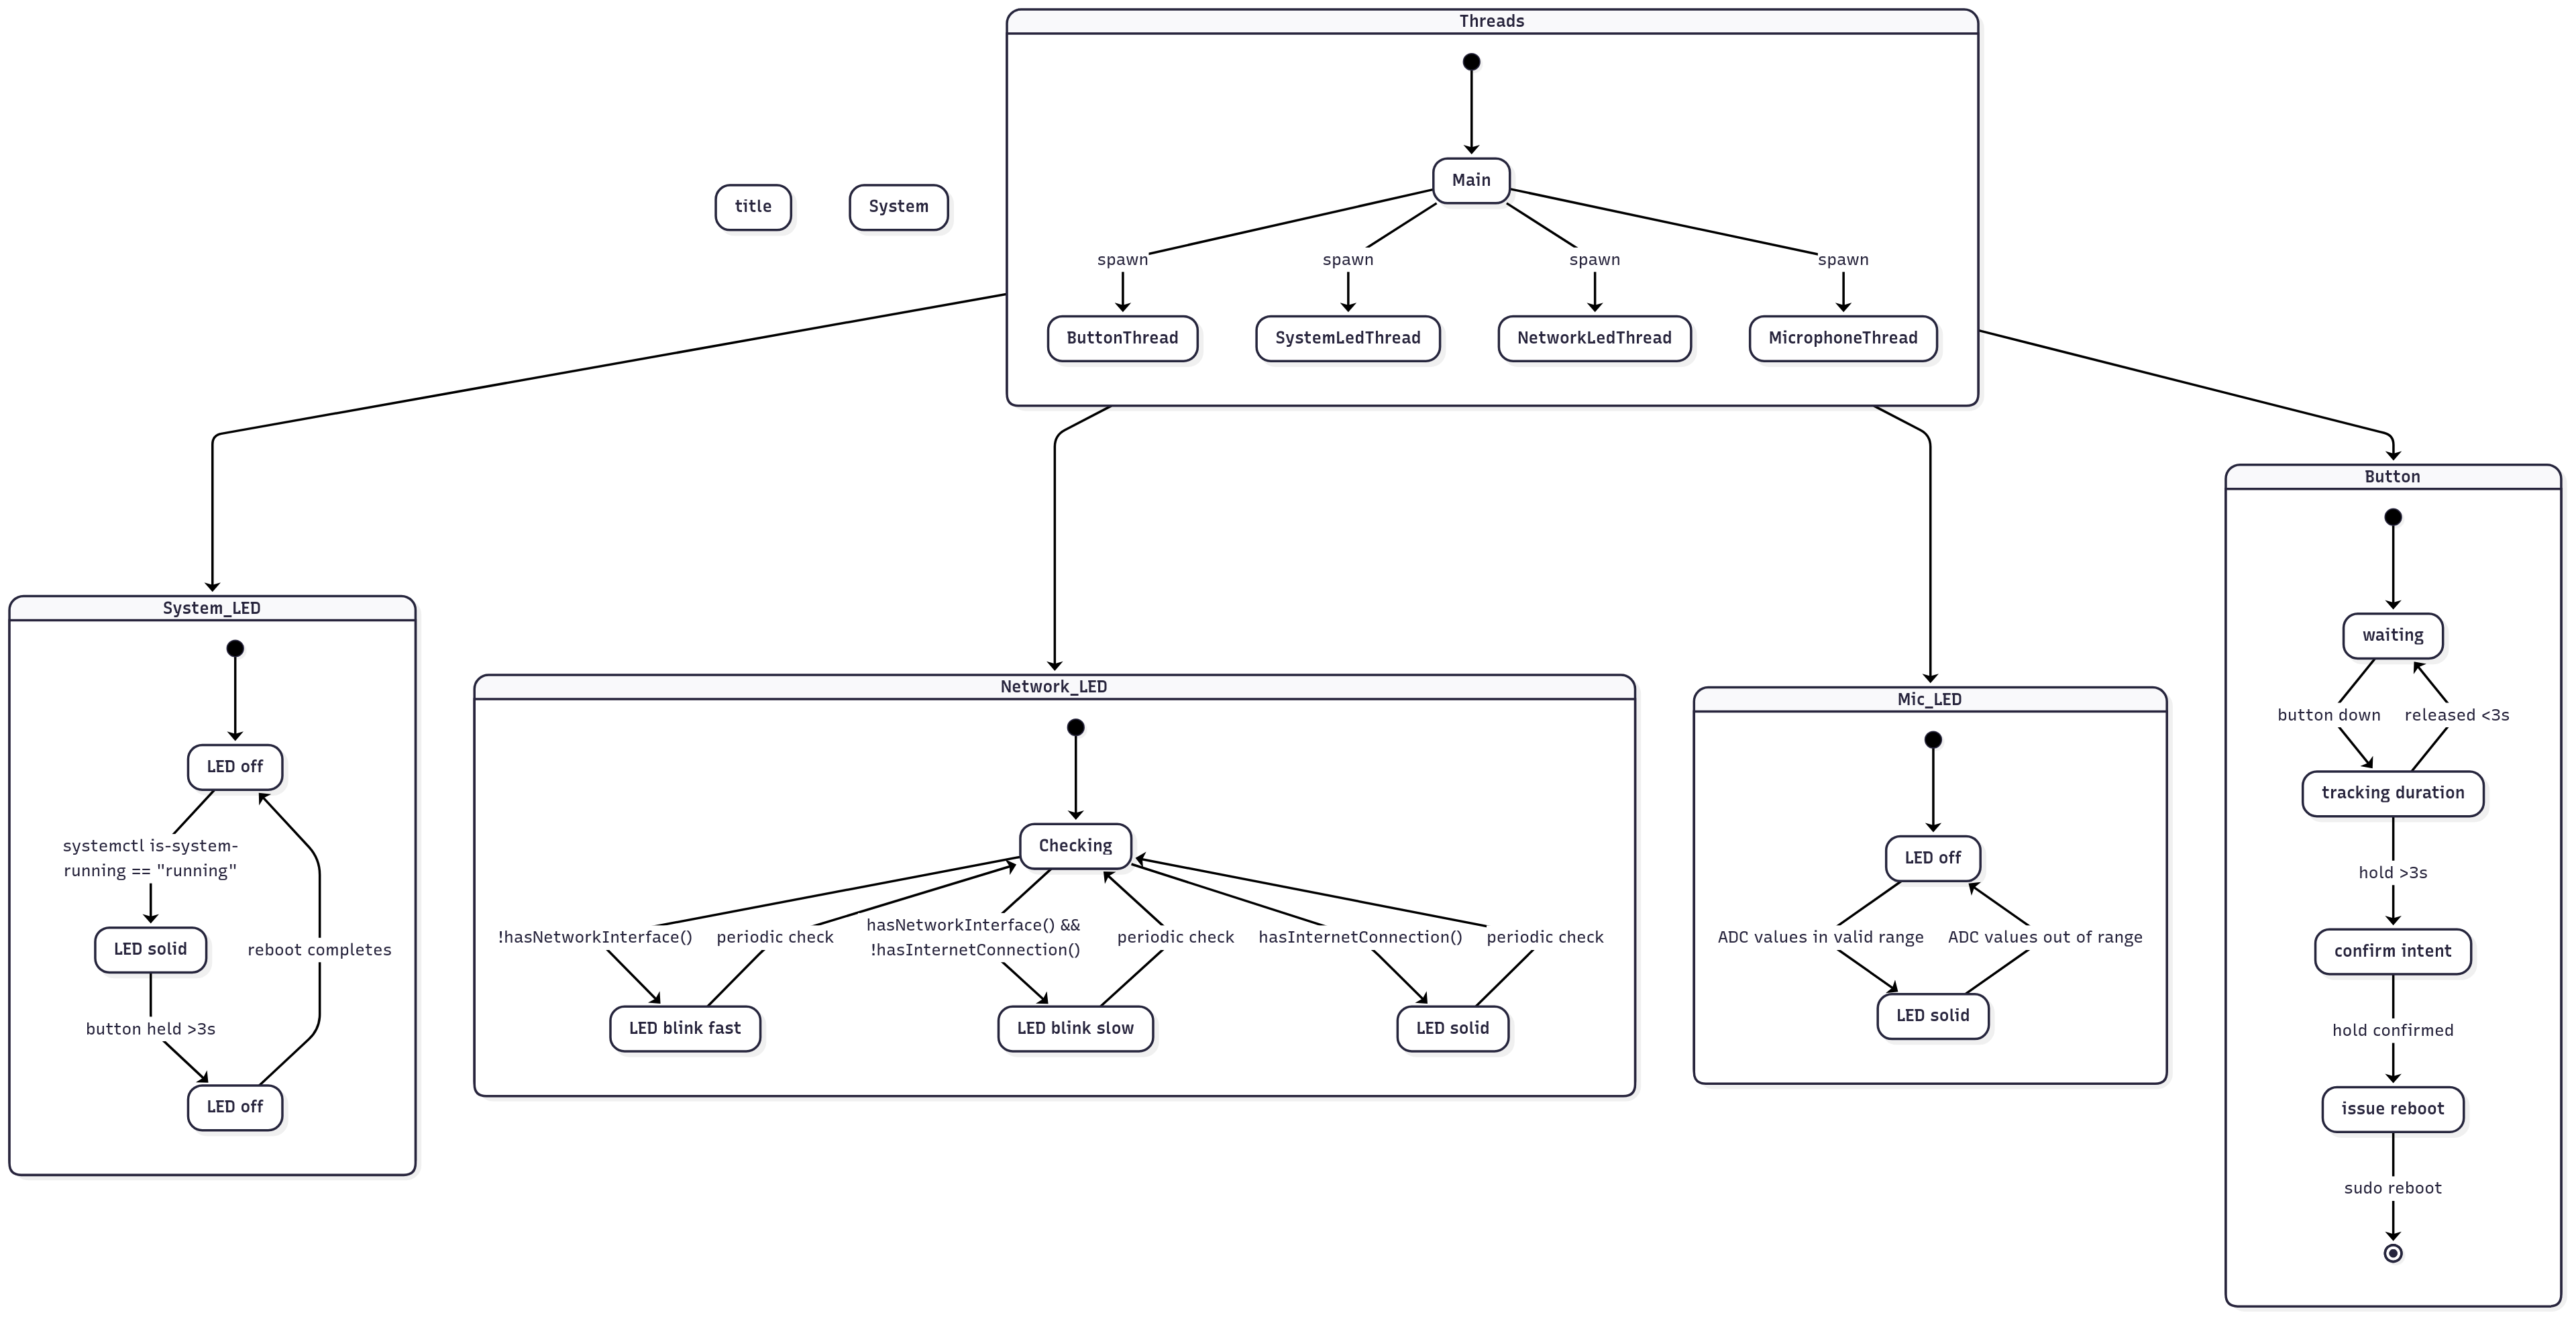 Threads
Main
title
System
spawn
spawn
spawn
spawn
ButtonThread
SystemLedThread
NetworkLedThread
MicrophoneThread
System_LED
LED off
systemctl is-system-
running == "running"
LED solid
reboot completes
button held >3s
LED off
Network_LED
Checking
!hasNetworkInterface()
periodic check
hasNetworkInterface() &&
!hasInternetConnection()
periodic check
hasInternetConnection()
periodic check
LED blink fast
LED blink slow
LED solid
Mic_LED
LED off
ADC values in valid range
ADC values out of range
LED solid
Button
waiting
button down
released <3s
tracking duration
hold >3s
confirm intent
hold confirmed
issue reboot
sudo reboot